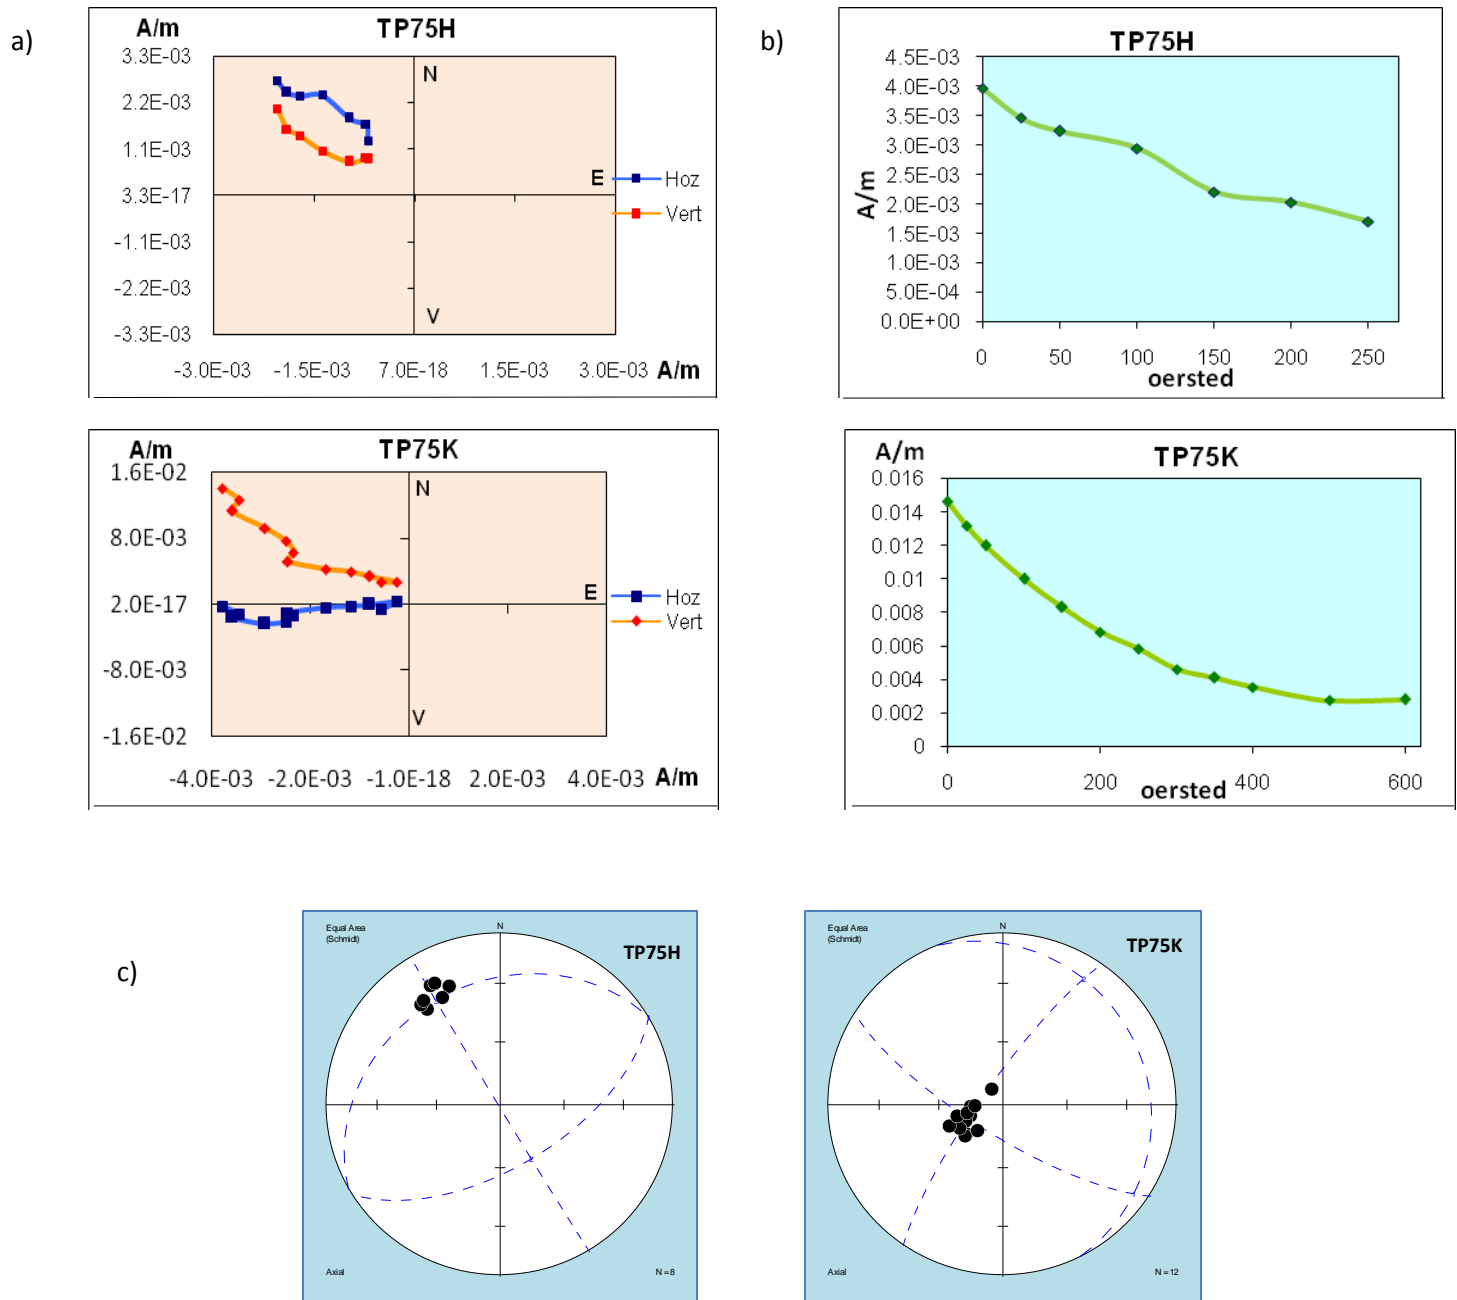 a)
A/m
TP75H
3.3E-03
2.2E-03
1.1E-03
3.3E-17
-1.1E-03
-2.2E-03
-3.3E-03
N
E
V
Hoz
Vert
-3.0E-03 -1.5E-03 7.0E-18 1.5E-03 3.0E-03 A/m
b)
TP75H
4.5E-03
4.0E-03
3.5E-03
3.0E-03
2.5E-03
2.0E-03
1.5E-03
1.0E-03
5.0E-04
0.0E+00
A/m
0 50 100 150 200 250
oersted
A/m
TP75K
1.6E-02
8.0E-03
2.0E-17
-8.0E-03
-1.6E-02
N
E
V
Hoz
Vert
-4.0E-03 -2.0E-03 -1.0E-18 2.0E-03 4.0E-03 A/m
A/m
TP75K
0.016
0.014
0.012
0.01
0.008
0.006
0.004
0.002
0
0 200 400 600
oersted
c)
Equal Area
(Schmidt)
N
TP75H
Axial
N =8
Equal Area
(Schmidt)
N
TP75K
Axial
N =12